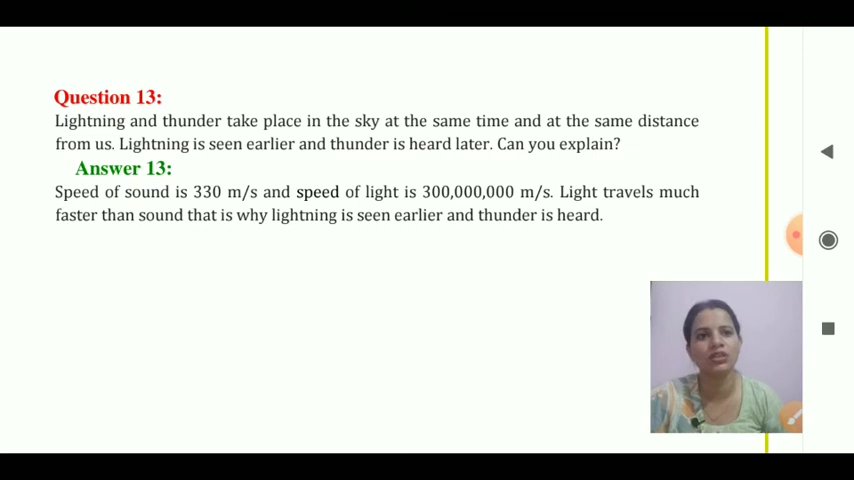 Question 13:
Lightning and thunder take place in the sky at the same time and at the same distance
from us. Lightning is seen earlier and thunder is heard later. Can you explain?
Answer 13:
Speed of sound is 330 m/s and speed of light is 300,000,000 m/s. Light travels much
faster than sound that is why lightning is seen earlier and thunder is heard.